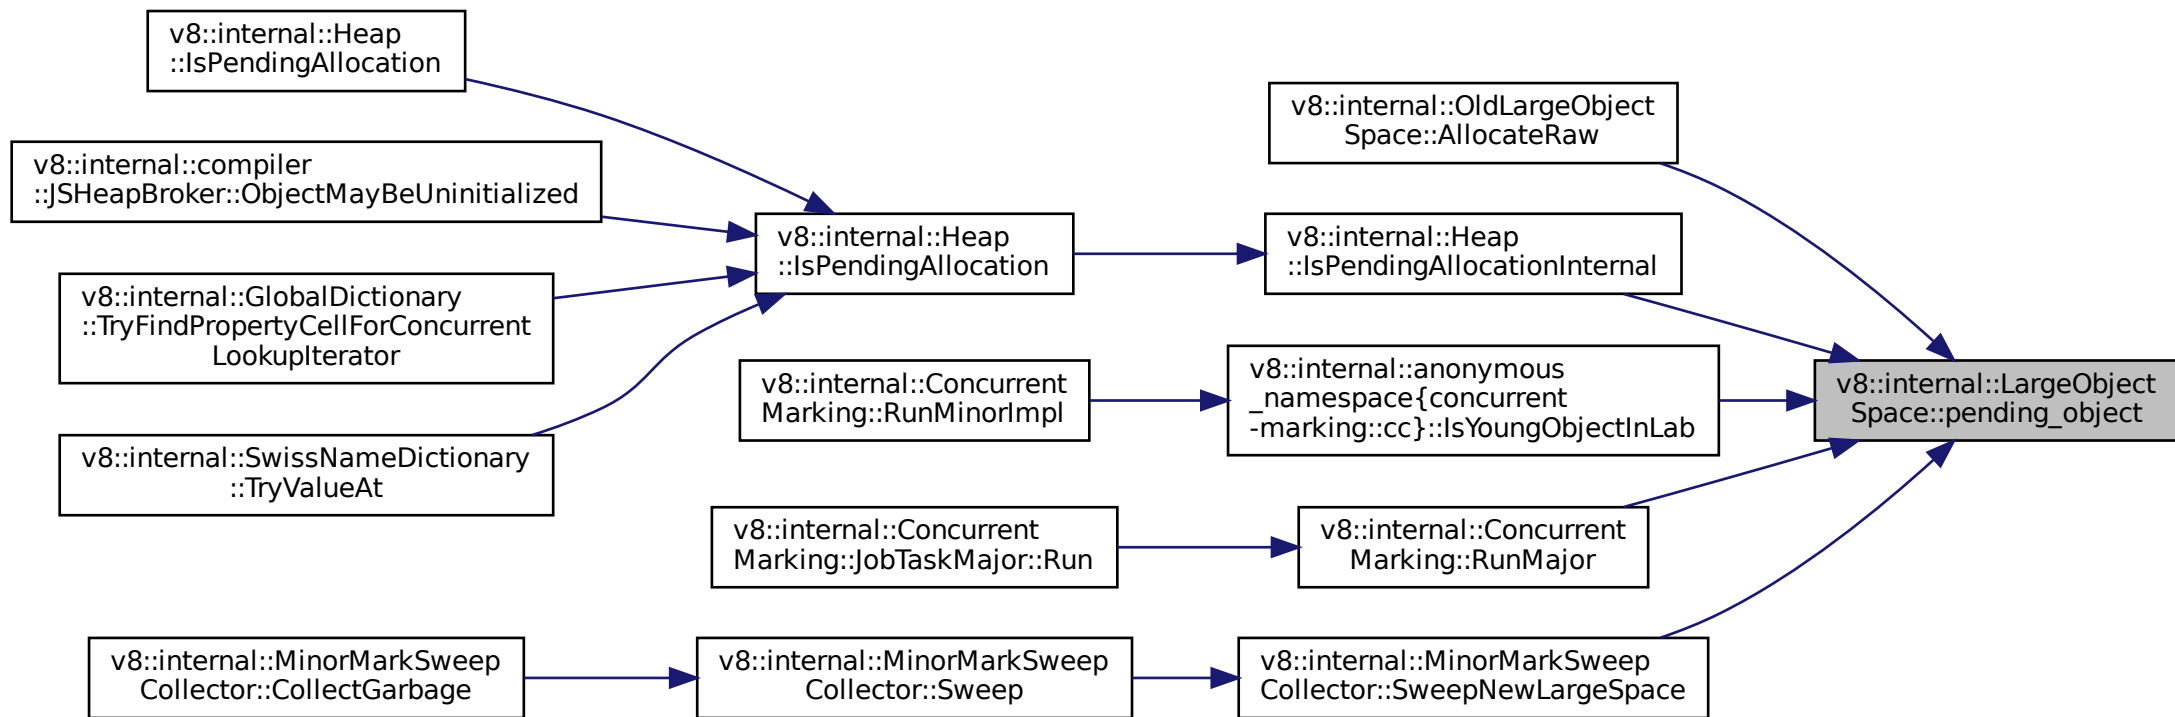 v8::internal::Heap
::IsPendingAllocation
v8::internal::compiler
::JSHeapBroker::ObjectMayBeUninitialized
v8::internal::GlobalDictionary
::TryFindPropertyCellForConcurrent
LookupIterator
v8::internal::SwissNameDictionary
::TryValueAt
v8::internal::Heap
::IsPendingAllocation
v8::internal::Concurrent
Marking::RunMinorImpl
v8::internal::Concurrent
Marking::JobTaskMajor::Run
v8::internal::MinorMarkSweep
Collector::CollectGarbage
v8::internal::MinorMarkSweep
Collector::Sweep
v8::internal::OldLargeObject
Space::AllocateRaw
v8::internal::Heap
::IsPendingAllocationInternal
v8::internal::anonymous
_namespace{concurrent
-marking::cc}::IsYoungObjectInLab
v8::internal::Concurrent
Marking::RunMajor
v8::internal::MinorMarkSweep
Collector::SweepNewLargeSpace
v8::internal::LargeObject
Space::pending_object